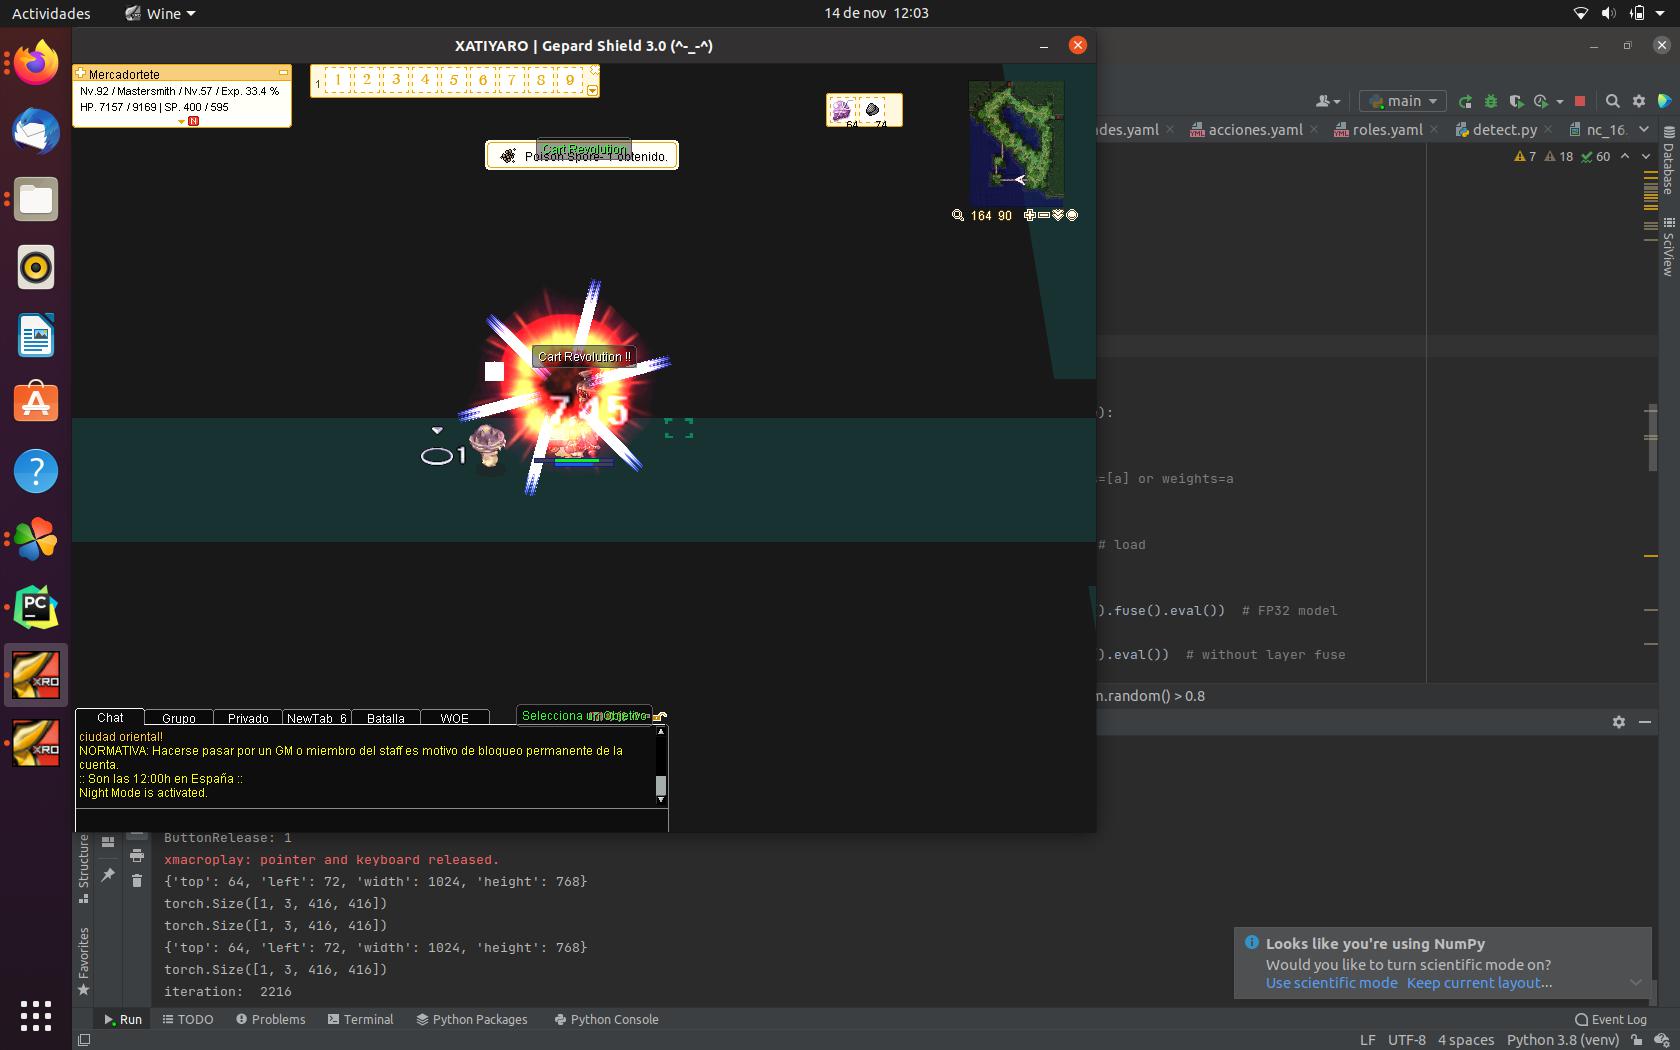 Actividades
Wine
14 de nov 12:03
XATIYARO | Gepard Shield 3.0 (^-_-^)
Mercadortete
Nv.92 / Mastersmith / Nv.57 / Exp. 33.4 %
HP. 7157 / 9169 | SP. 400 / 595
N
1
1 2 3 4 5 6 7 8 9
64 74
Cart Revolution
Poison Spore- 1 obtenido.
164 90
Cart Revolution !!
1
Chat
Grupo
Privado
NewTab_6
Batalla
WOE
Selecciona un objetivo
ciudad oriental!
NORMATIVA: Hacerse pasar por un GM o miembro del staff es motivo de bloqueo permanente de la
cuenta.
:: Son las 12:00h en España ::
Night Mode is activated.
main
des.yaml
acciones.yaml
roles.yaml
detect.py
nc_16.
7 18 60
Database
SciView
):
=[a] or weights=a
# load
).fuse().eval())  # FP32 model
).eval())  # without layer fuse
m.random() > 0.8
PC
XRO
XRO
Structure
Favorites
ButtonRelease: 1
xmacroplay: pointer and keyboard released.
{'top': 64, 'left': 72, 'width': 1024, 'height': 768}
torch.Size([1, 3, 416, 416])
torch.Size([1, 3, 416, 416])
{'top': 64, 'left': 72, 'width': 1024, 'height': 768}
torch.Size([1, 3, 416, 416])
iteration:  2216
Looks like you're using NumPy
Would you like to turn scientific mode on?
Use scientific mode Keep current layout...
Run
TODO
Problems
Terminal
Python Packages
Python Console
Event Log
LF UTF-8 4 spaces Python 3.8 (venv)